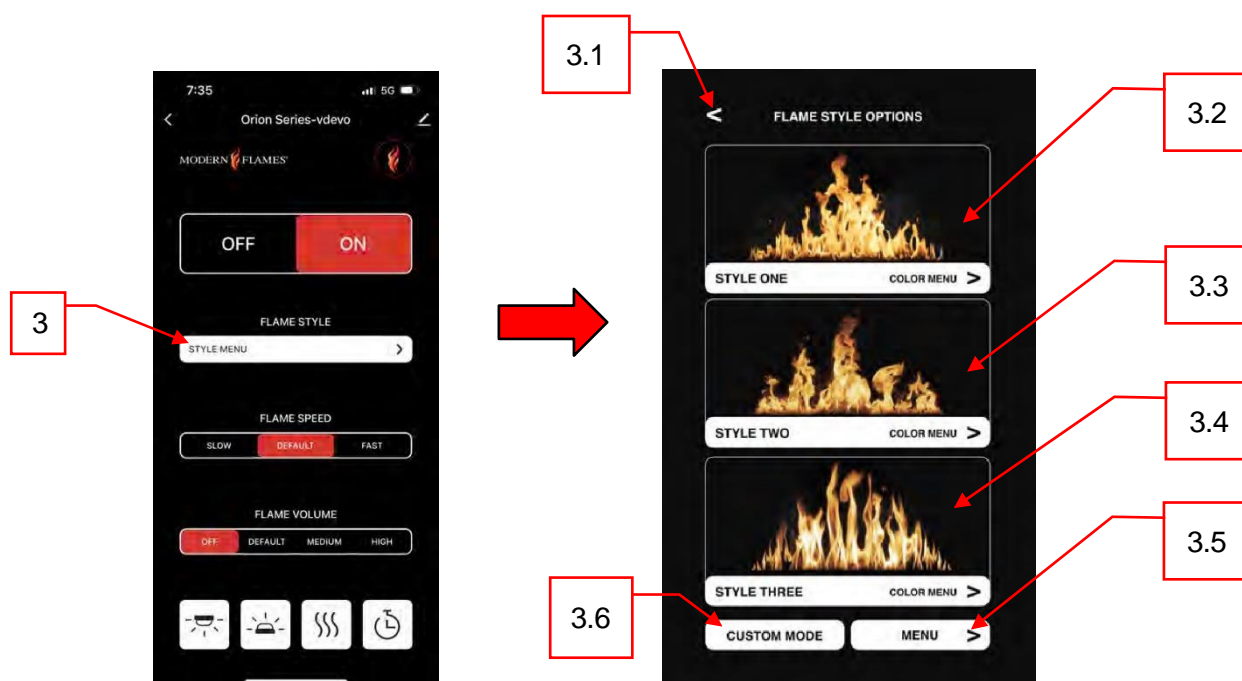 3
7:35
5G
<
Orion Series-vdevo
MODERN FLAMES
OFF
ON
FLAME STYLE
STYLE MENU >
FLAME SPEED
SLOW
DEFAULT
FAST
FLAME VOLUME
OFF
DEFAULT
MEDIUM
HIGH
3.1
< FLAME STYLE OPTIONS
3.2
STYLE ONE COLOR MENU >
3.3
STYLE TWO COLOR MENU >
3.4
STYLE THREE COLOR MENU >
3.5
3.6
CUSTOM MODE
MENU >